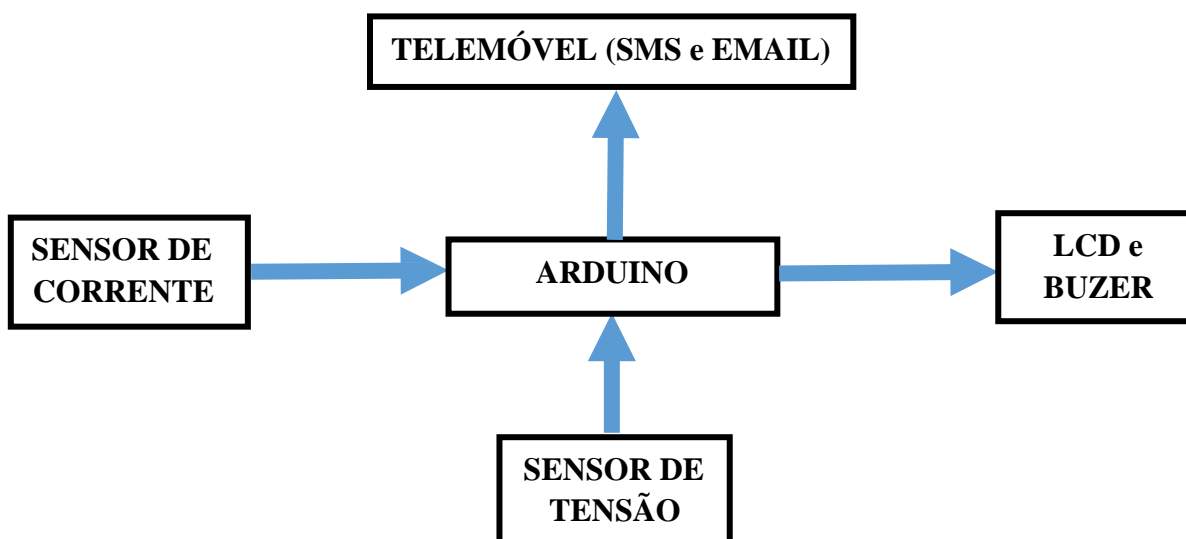 TELEMÓVEL (SMS e EMAIL)
SENSOR DE
CORRENTE
ARDUINO
LCD e
BUZER
SENSOR DE
TENSÃO